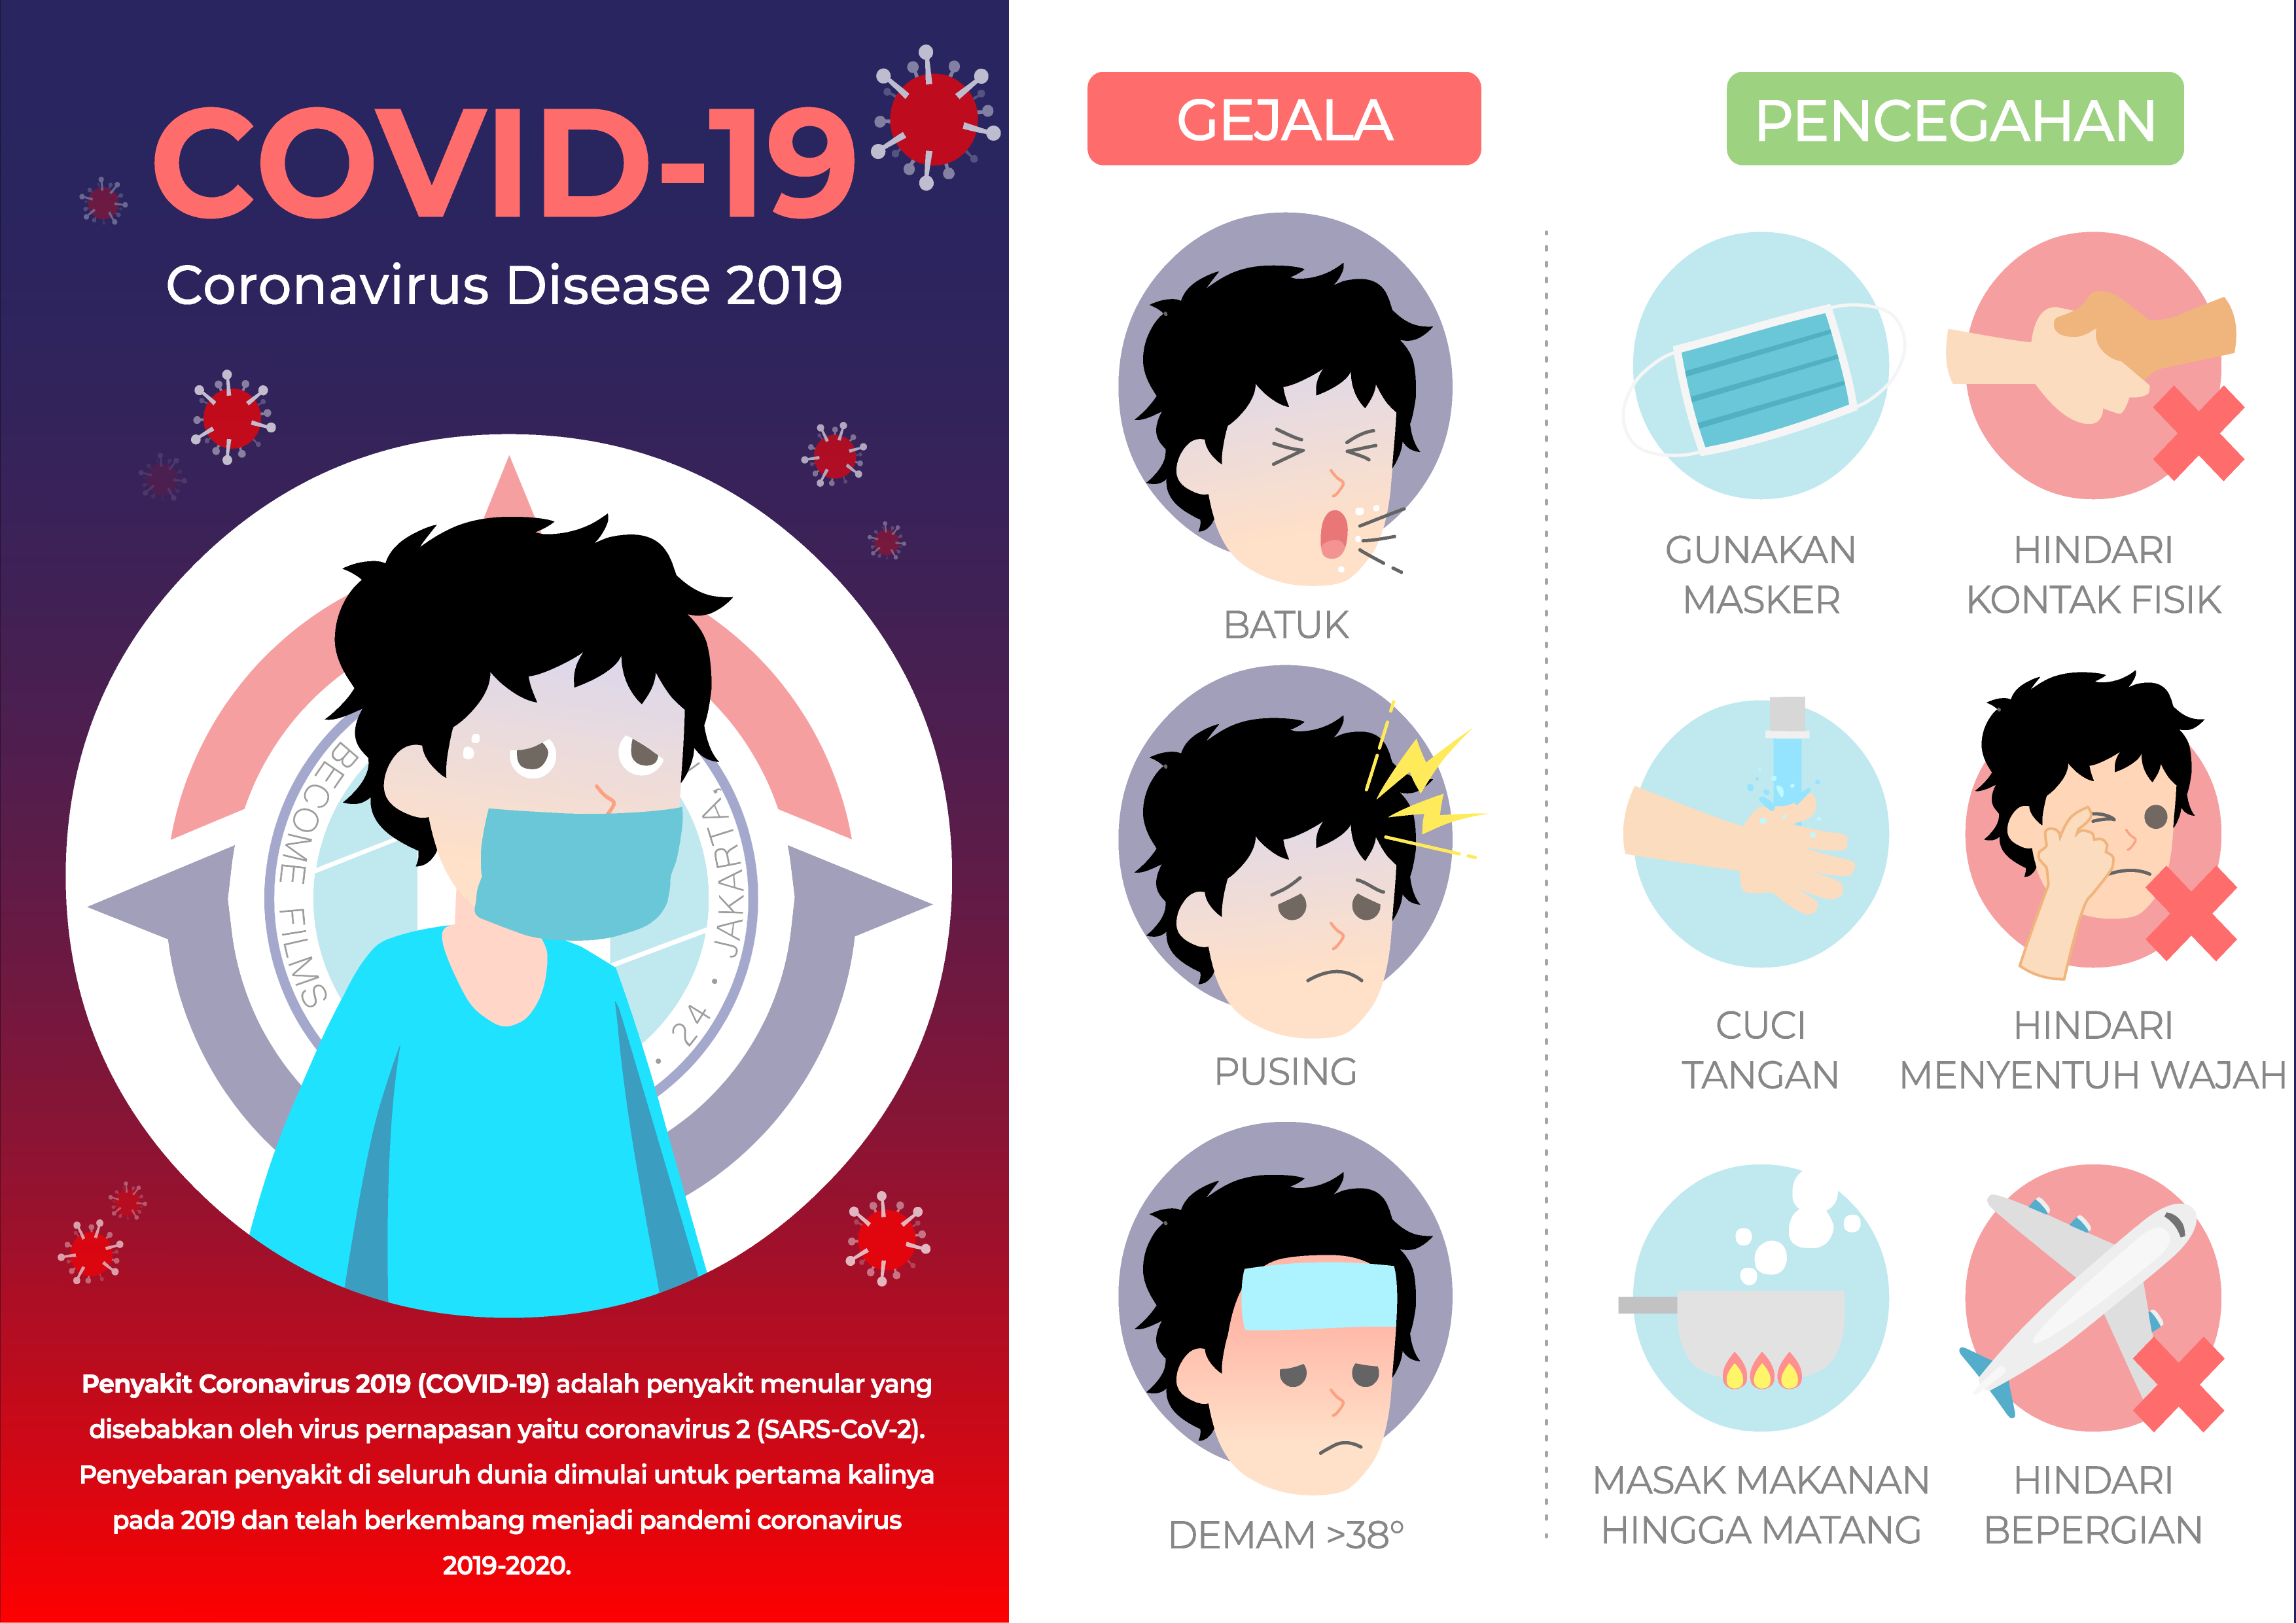 COVID-19
Coronavirus Disease 2019
BECOME FILMS
• 24 • JAKARTA,
Penyakit Coronavirus 2019 (COVID-19) adalah penyakit menular yang
disebabkan oleh virus pernapasan yaitu coronavirus 2 (SARS-CoV-2).
Penyebaran penyakit di seluruh dunia dimulai untuk pertama kalinya
pada 2019 dan telah berkembang menjadi pandemi coronavirus
2019-2020.
GEJALA
BATUK
PUSING
DEMAM >38°
PENCEGAHAN
GUNAKAN
MASKER
HINDARI
KONTAK FISIK
CUCI
TANGAN
HINDARI
MENYENTUH WAJAH
MASAK MAKANAN
HINGGA MATANG
HINDARI
BEPERGIAN